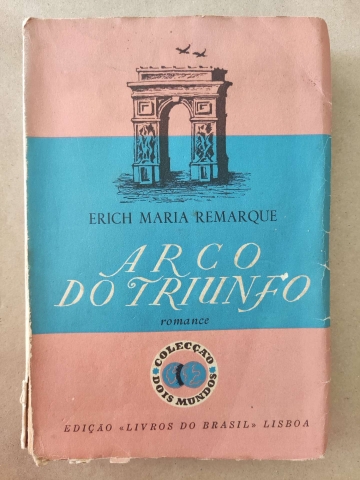 ERICH MARIA REMARQUE
ARCO
DO TRIUNFO
romance
COLECÇÃO
DOIS MUNDOS
EDIÇÃO «LIVROS DO BRASIL» LISBOA